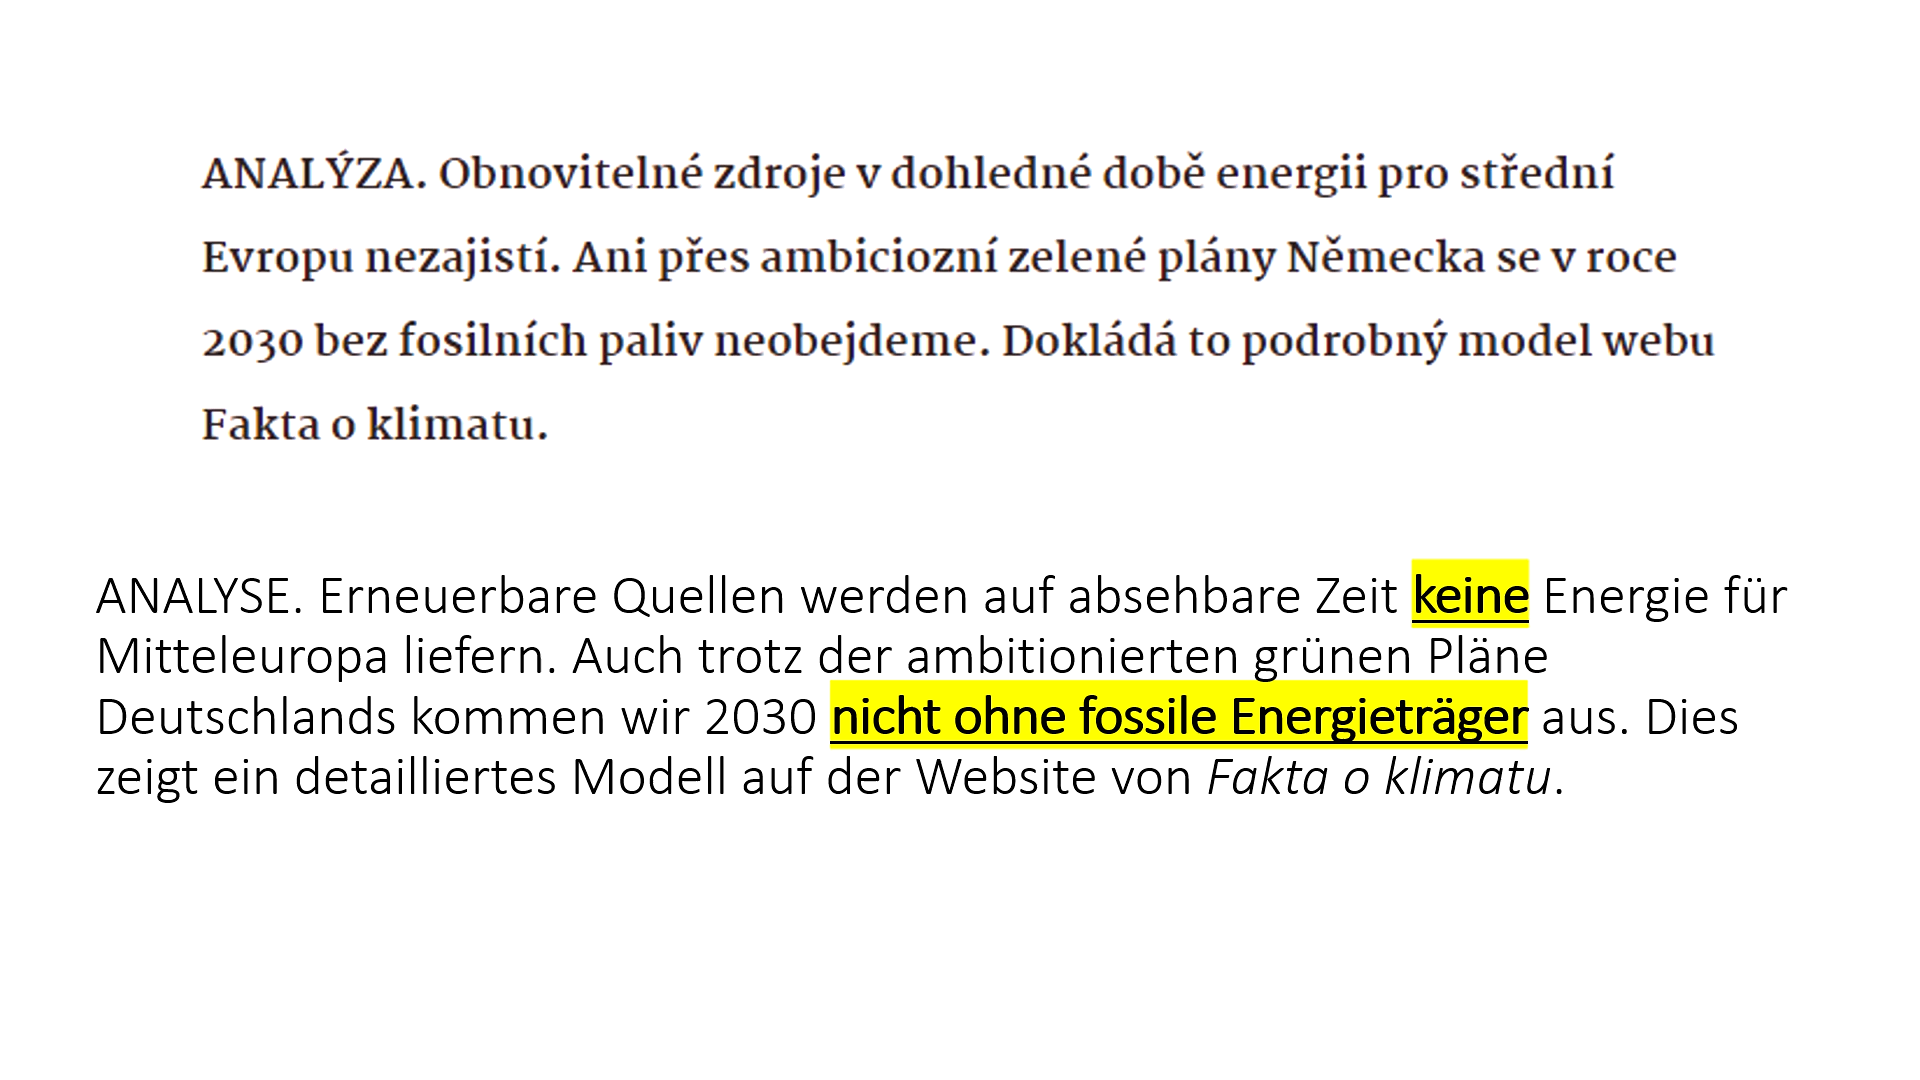 ANALÝZA. Obnovitelné zdroje v dohledné době energii pro střední
Evropu nezajistí. Ani přes ambiciozní zelené plány Německa se v roce
2030 bez fosilních paliv neobejdeme. Dokládá to podrobný model webu
Fakta o klimatu.
ANALYSE. Erneuerbare Quellen werden auf absehbare Zeit keine Energie für
Mitteleuropa liefern. Auch trotz der ambitionierten grünen Pläne
Deutschlands kommen wir 2030 nicht ohne fossile Energieträger aus. Dies
zeigt ein detailliertes Modell auf der Website von Fakta o klimatu.